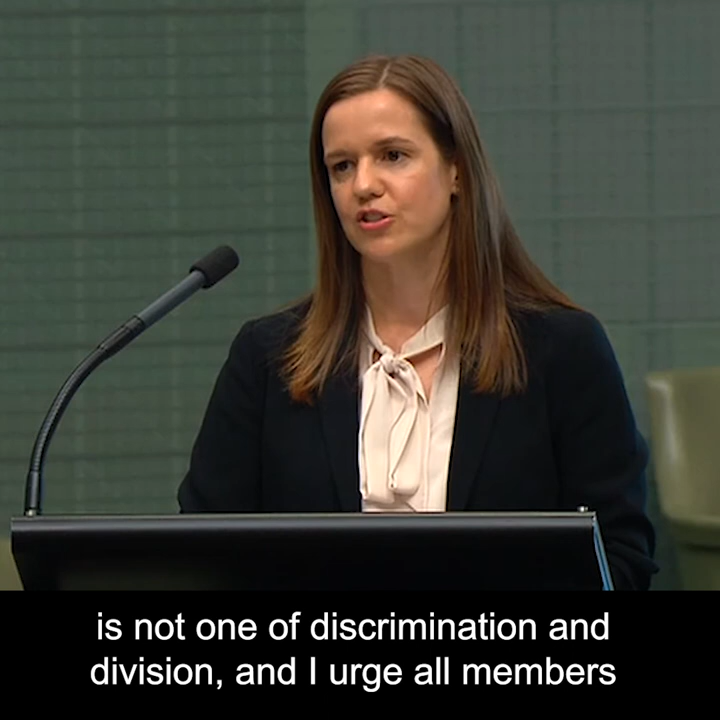 is not one of discrimination and
division, and I urge all members